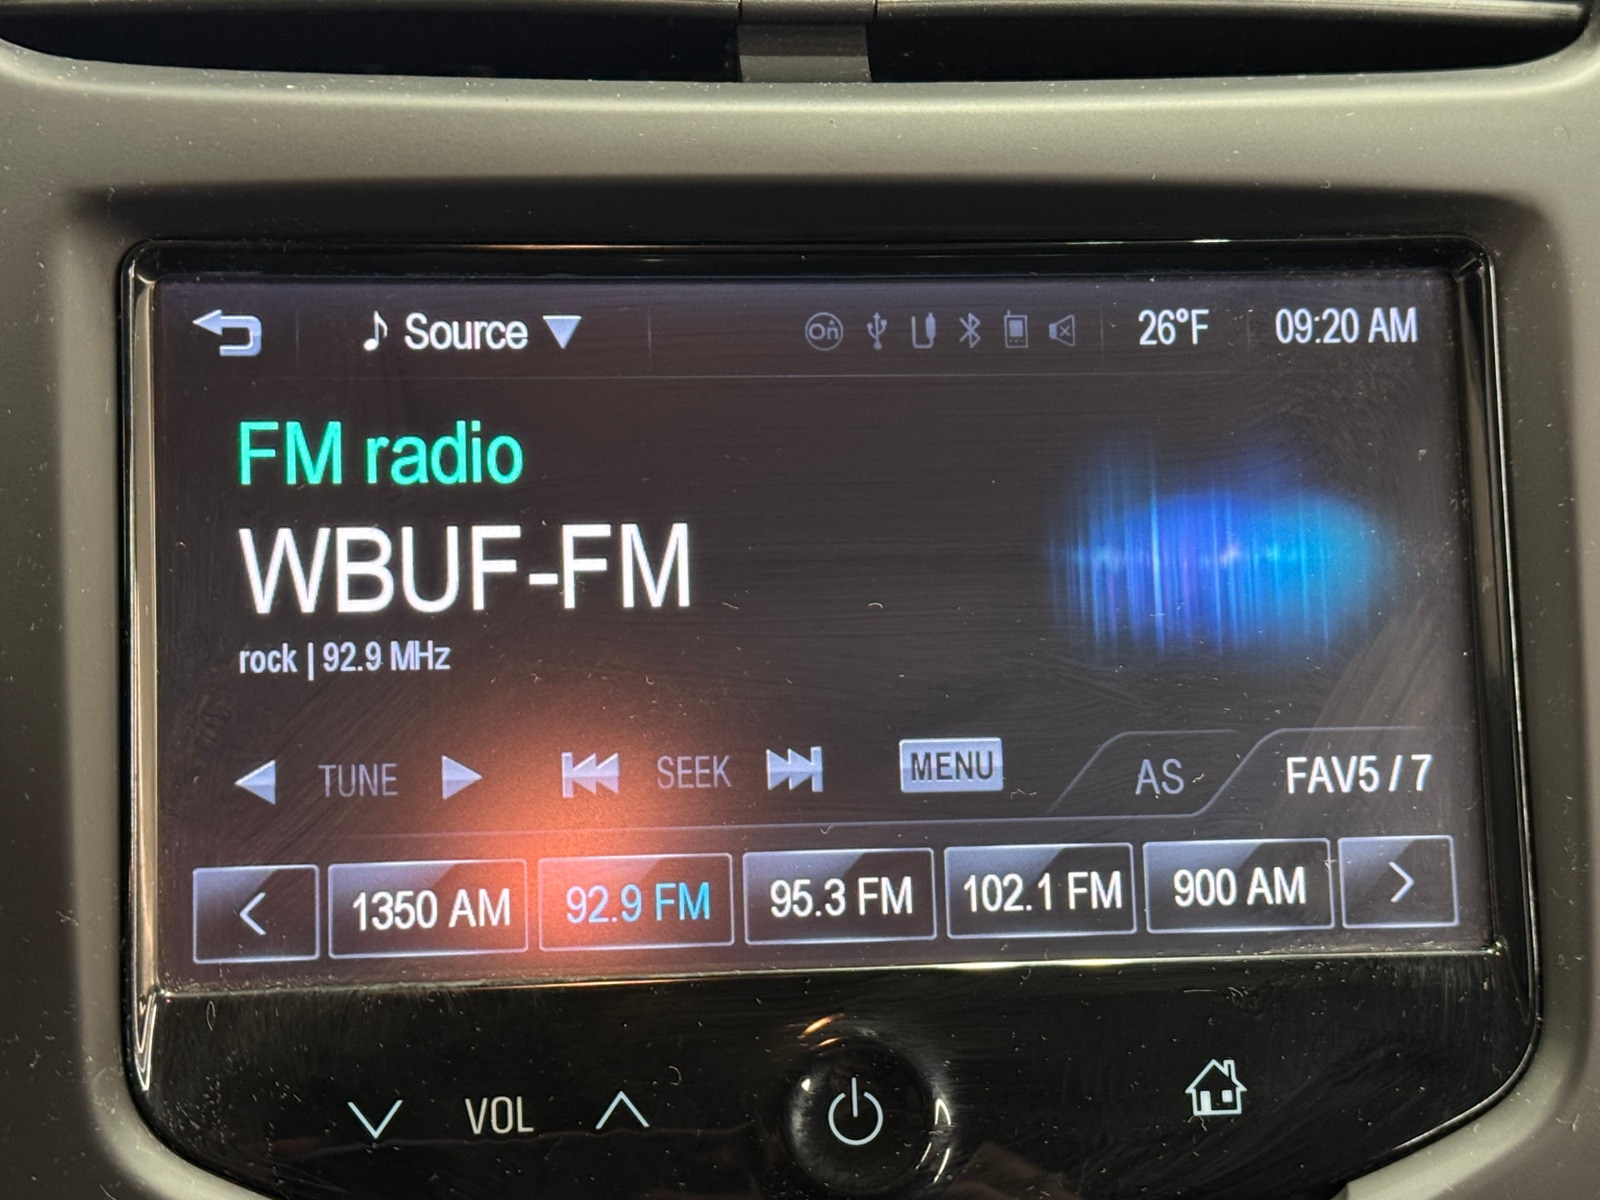 Source On 26°F 09:20 AM
FM radio
WBUF-FM
rock | 92.9 MHz
TUNE SEEK MENU AS FAV5 / 7
< 1350 AM 92.9 FM 95.3 FM 102.1 FM 900 AM >
VOL